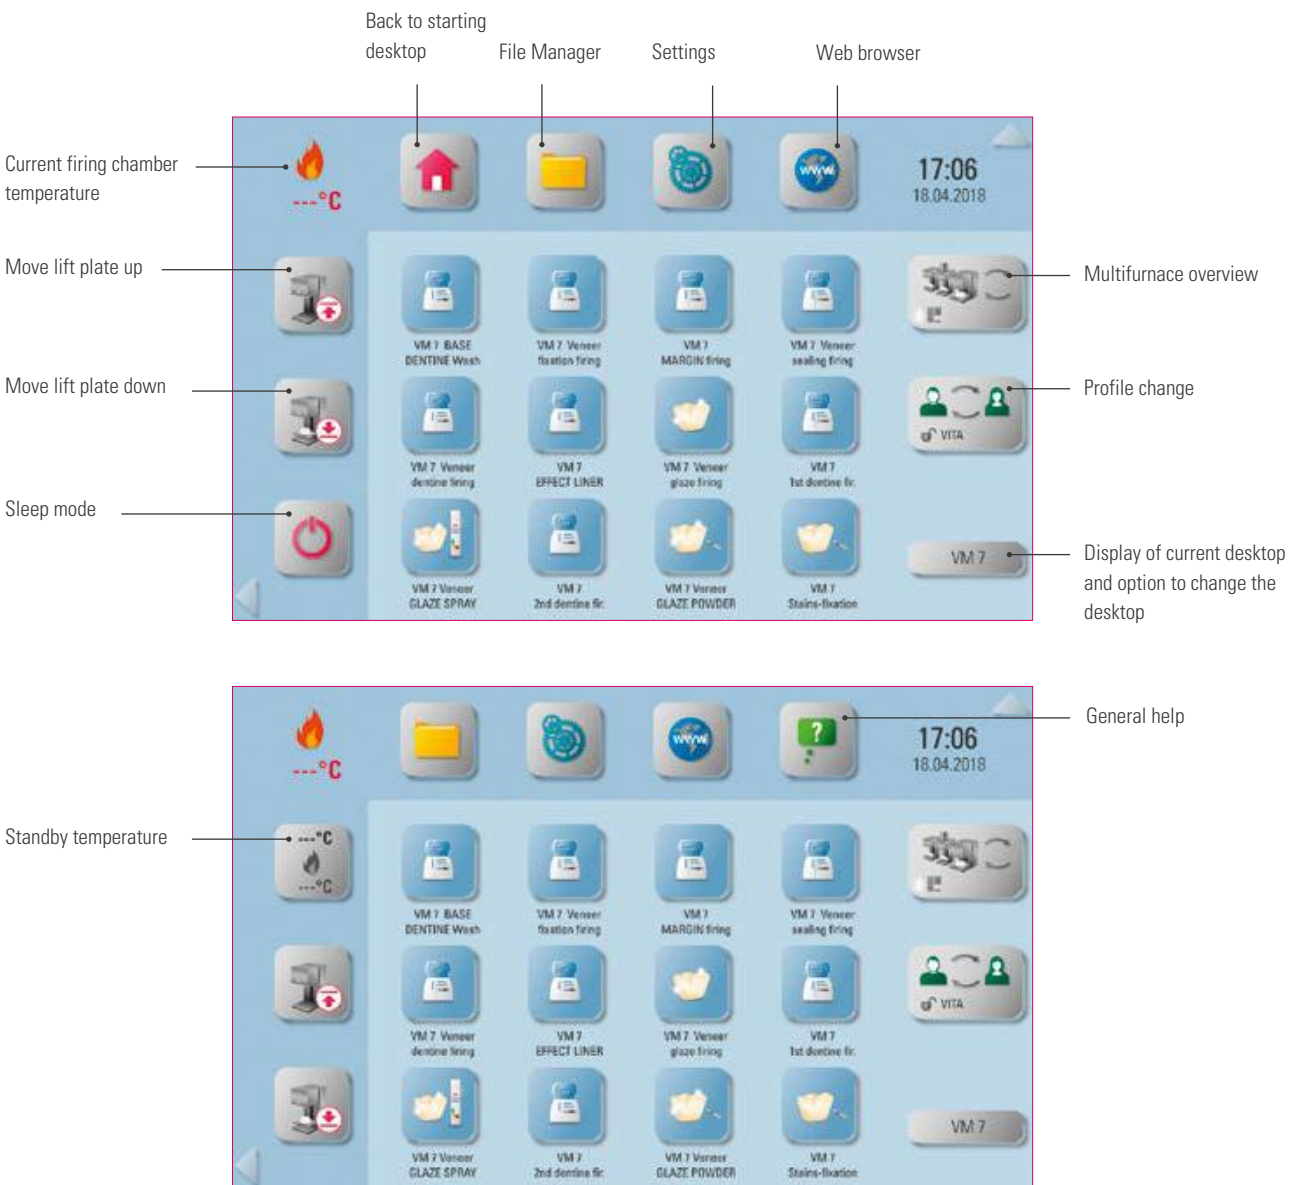 Back to starting
desktop
File Manager
Settings
Web browser
Current firing chamber
temperature
---°C
www
17:06
18.04.2018
Move lift plate up
Multifurnace overview
VM 7 BASE
DENTINE Wash
VM 7 Veneer
fixation firing
VM 7
MARGIN firing
VM 7 Veneer
sealing firing
Move lift plate down
Profile change
VITA
VM 7 Veneer
dentine firing
VM 7
EFFECT LINER
VM 7 Veneer
glaze firing
VM 7
1st dentine fir.
Sleep mode
VM 7
Display of current desktop
and option to change the
desktop
VM 7 Veneer
GLAZE SPRAY
VM 7
2nd dentine fir.
VM 7 Veneer
GLAZE POWDER
VM 7
Stains-fixation
---°C
www
?
17:06
18.04.2018
General help
Standby temperature
---°C
---°C
VM 7 BASE
DENTINE Wash
VM 7 Veneer
fixation firing
VM 7
MARGIN firing
VM 7 Veneer
sealing firing
VITA
VM 7 Veneer
dentine firing
VM 7
EFFECT LINER
VM 7 Veneer
glaze firing
VM 7
1st dentine fir.
VM 7
VM 7 Veneer
GLAZE SPRAY
VM 7
2nd dentine fir.
VM 7 Veneer
GLAZE POWDER
VM 7
Stains-fixation